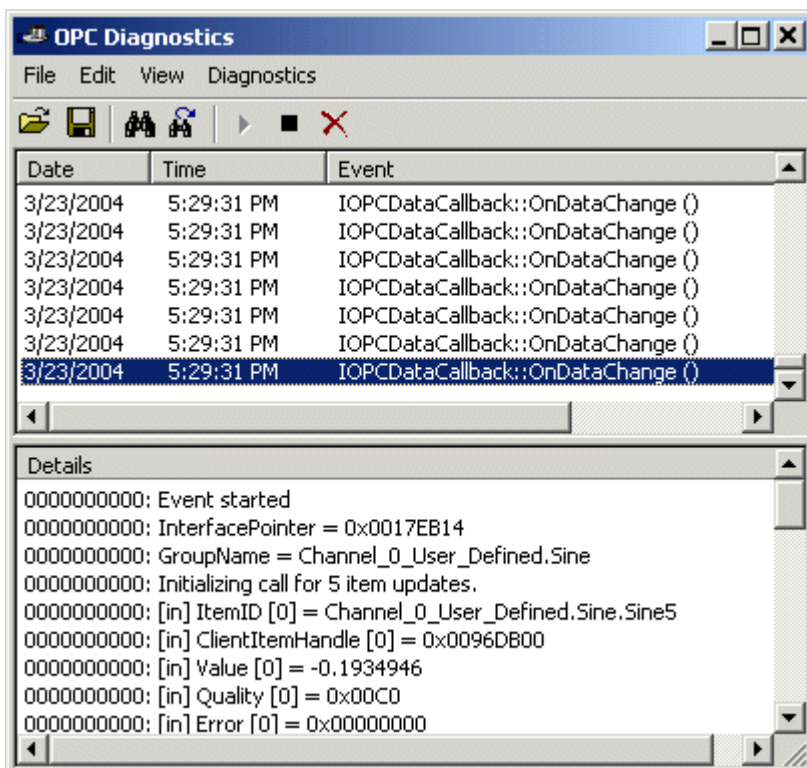 OPC Diagnostics
File Edit View Diagnostics
Date Time Event
3/23/2004 5:29:31 PM IOPCDataCallback::OnDataChange ()
3/23/2004 5:29:31 PM IOPCDataCallback::OnDataChange ()
3/23/2004 5:29:31 PM IOPCDataCallback::OnDataChange ()
3/23/2004 5:29:31 PM IOPCDataCallback::OnDataChange ()
3/23/2004 5:29:31 PM IOPCDataCallback::OnDataChange ()
3/23/2004 5:29:31 PM IOPCDataCallback::OnDataChange ()
3/23/2004 5:29:31 PM IOPCDataCallback::OnDataChange ()
Details
0000000000: Event started
0000000000: InterfacePointer = 0x0017EB14
0000000000: GroupName = Channel_0_User_Defined.Sine
0000000000: Initializing call for 5 item updates.
0000000000: [in] ItemID [0] = Channel_0_User_Defined.Sine.Sine5
0000000000: [in] ClientItemHandle [0] = 0x0096DB00
0000000000: [in] Value [0] = -0.1934946
0000000000: [in] Quality [0] = 0x00C0
0000000000: [in] Error [0] = 0x00000000